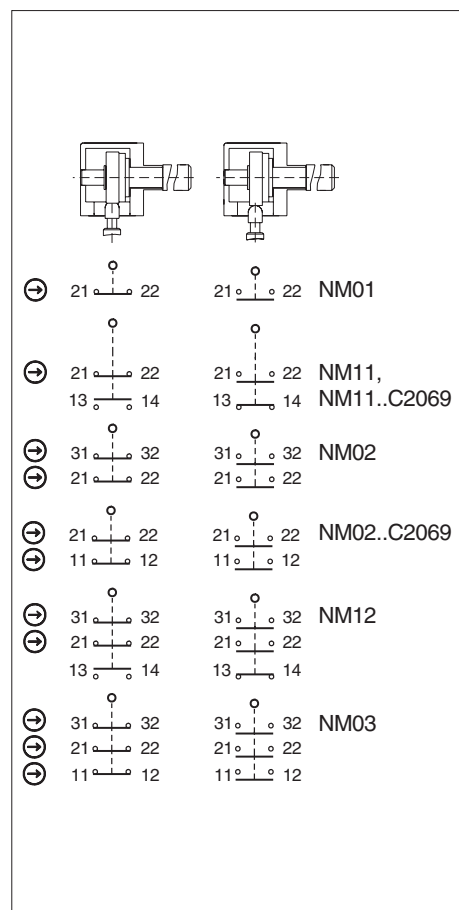 21 22 21 22 NM01
21 22 21 22 NM11,
13 14 13 14 NM11..C2069
31 32 31 32 NM02
21 22 21 22
21 22 21 22 NM02..C2069
11 12 11 12
31 32 31 32 NM12
21 22 21 22
13 14 13 14
31 32 31 32 NM03
21 22 21 22
11 12 11 12